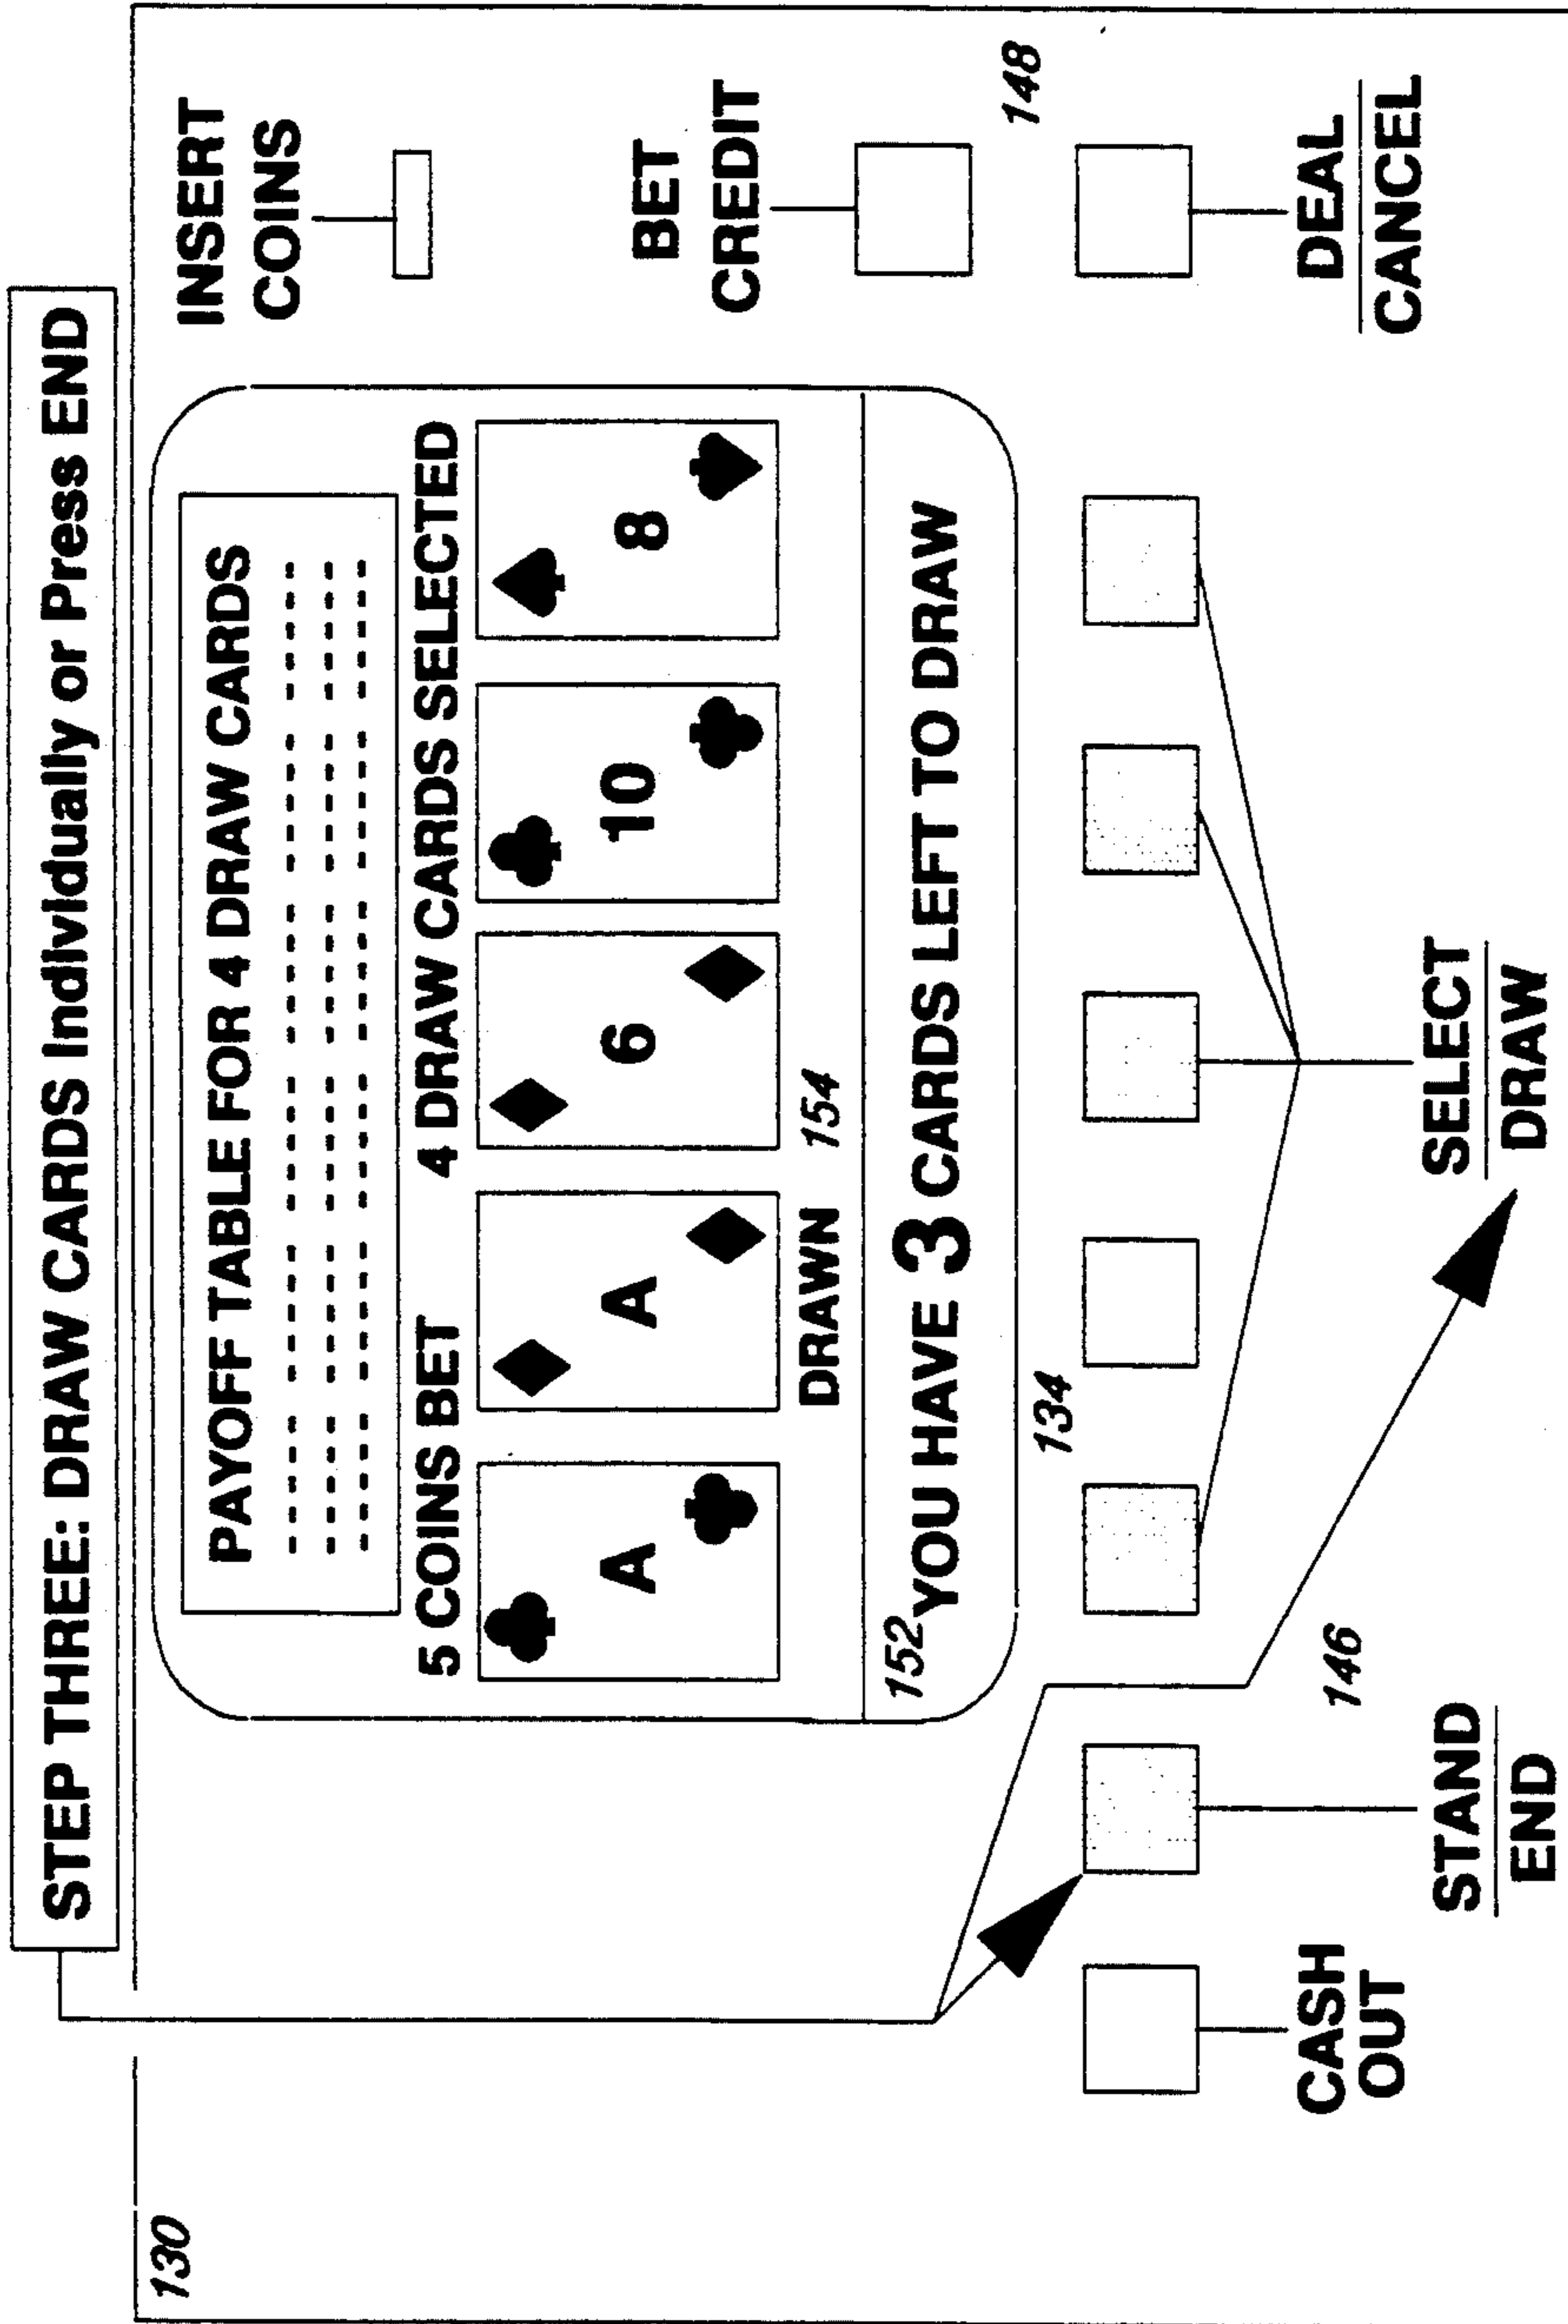 STEP THREE: DRAW CARDS Individually or Press END
130
INSERT
COINS
PAYOFF TABLE FOR 4 DRAW CARDS
5 COINS BET 4 DRAW CARDS SELECTED
A A 6 10 8
DRAWN 154
152 YOU HAVE 3 CARDS LEFT TO DRAW
BET
CREDIT
134
148
146
CASH
OUT
STAND
END
SELECT
DRAW
DEAL
CANCEL